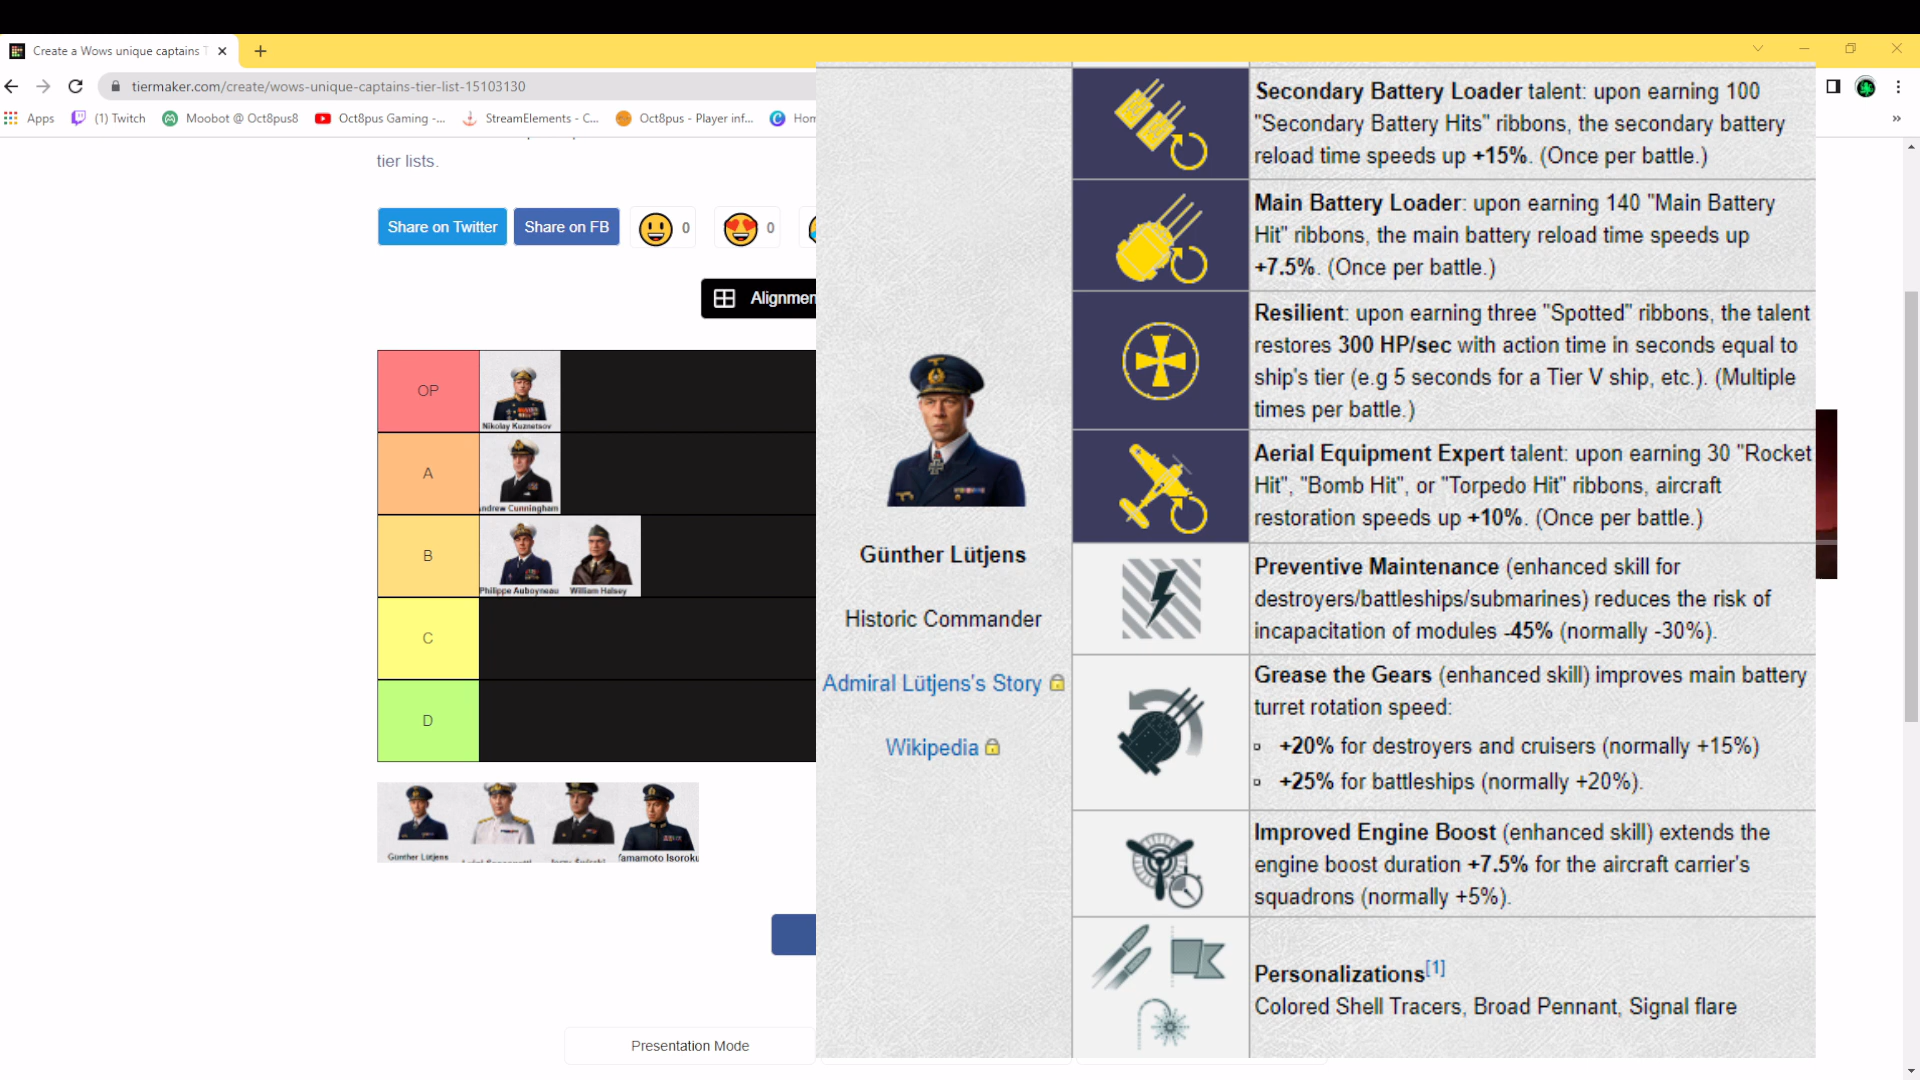 Create a Wows unique captains T
tiermaker.com/create/wows-unique-captains-tier-list-15103130
Apps
(1) Twitch
Moobot @ Oct8pus8
Oct8pus Gaming -...
StreamElements - C...
Oct8pus - Player inf...
Hom
tier lists.
Share on Twitter
Share on FB
0
0
Alignmen
OP
Nikolay Kuznetsov
A
Andrew Cunningham
B
Philippe Auboyneau
William Halsey
C
D
Günther Lütjens
Yamamoto Isoroku
Presentation Mode
Günther Lütjens
Historic Commander
Admiral Lütjens's Story
Wikipedia
Secondary Battery Loader talent: upon earning 100
"Secondary Battery Hits" ribbons, the secondary battery
reload time speeds up +15%. (Once per battle.)
Main Battery Loader: upon earning 140 "Main Battery
Hit" ribbons, the main battery reload time speeds up
+7.5%. (Once per battle.)
Resilient: upon earning three "Spotted" ribbons, the talent
restores 300 HP/sec with action time in seconds equal to
ship's tier (e.g 5 seconds for a Tier V ship, etc.). (Multiple
times per battle.)
Aerial Equipment Expert talent: upon earning 30 "Rocket
Hit", "Bomb Hit", or "Torpedo Hit" ribbons, aircraft
restoration speeds up +10%. (Once per battle.)
Preventive Maintenance (enhanced skill for
destroyers/battleships/submarines) reduces the risk of
incapacitation of modules -45% (normally -30%).
Grease the Gears (enhanced skill) improves main battery
turret rotation speed:
+20% for destroyers and cruisers (normally +15%)
+25% for battleships (normally +20%).
Improved Engine Boost (enhanced skill) extends the
engine boost duration +7.5% for the aircraft carrier's
squadrons (normally +5%).
Personalizations[1]
Colored Shell Tracers, Broad Pennant, Signal flare